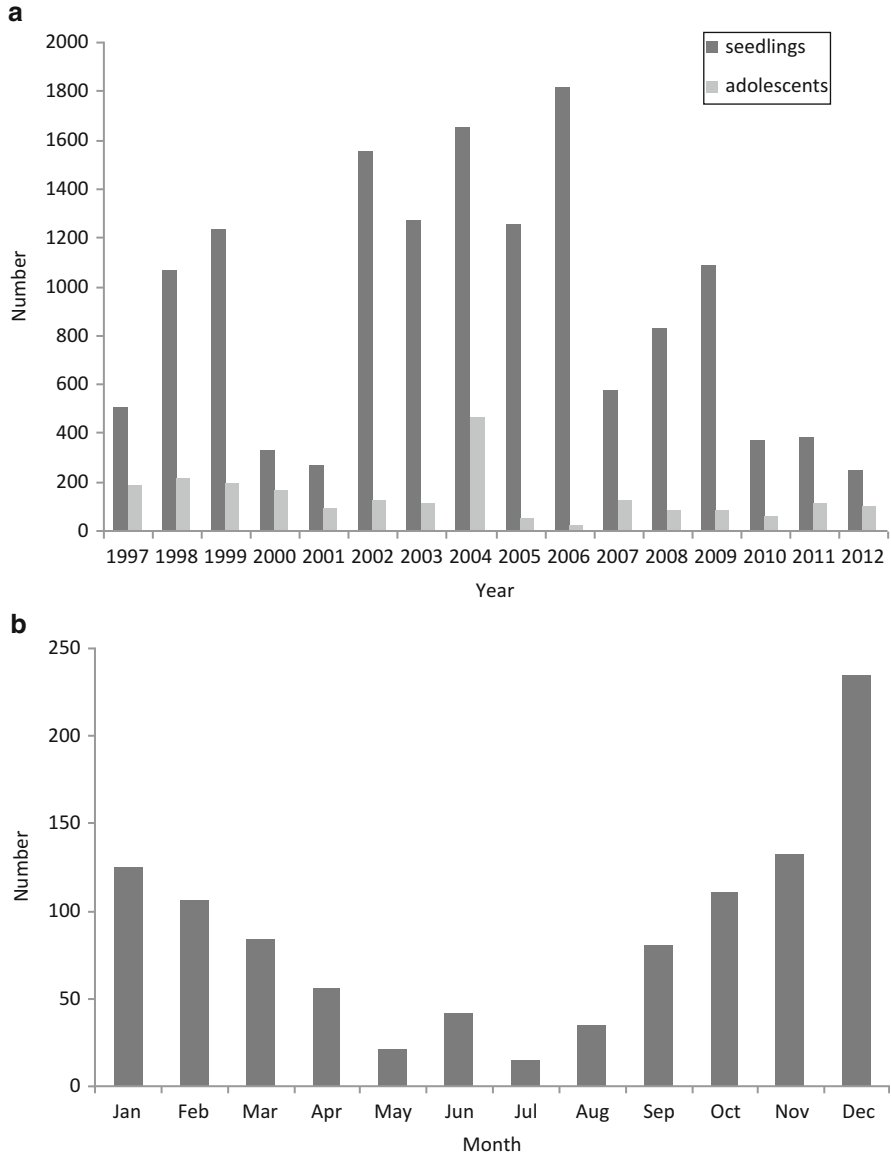 a
2000
1800
1600
1400
1200
1000
800
600
400
200
0
Number
seedlings
adolescents
1997 1998 1999 2000 2001 2002 2003 2004 2005 2006 2007 2008 2009 2010 2011 2012
Year
b
250
200
150
100
50
0
Number
Jan Feb Mar Apr May Jun Jul Aug Sep Oct Nov Dec
Month